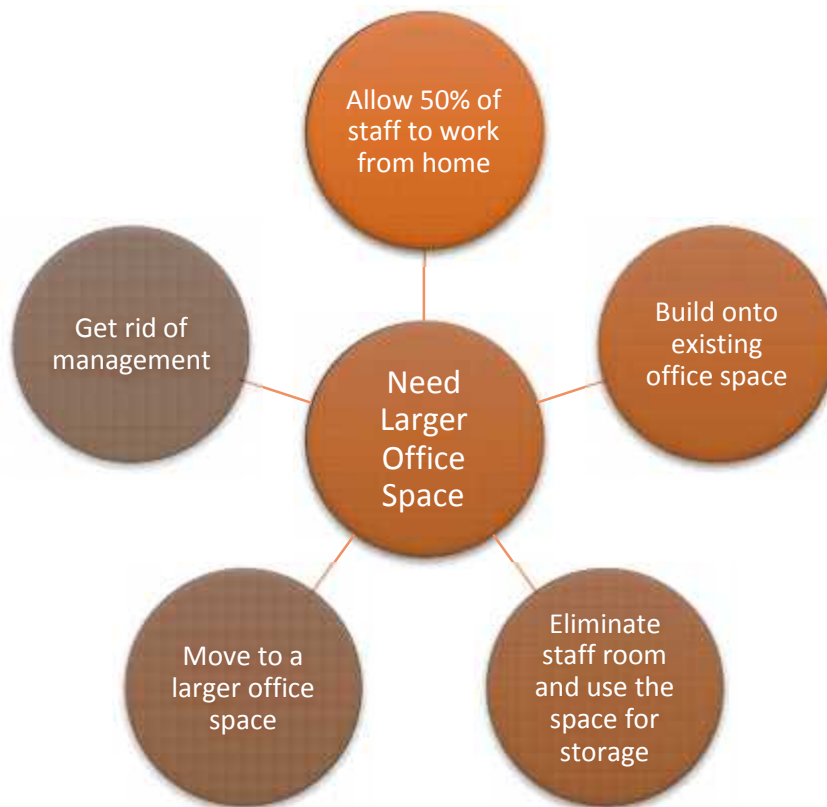 Allow 50% of
staff to work
from home
Get rid of
management
Build onto
existing
office space
Need
Larger
Office
Space
Move to a
larger office
space
Eliminate
staff room
and use the
space for
storage